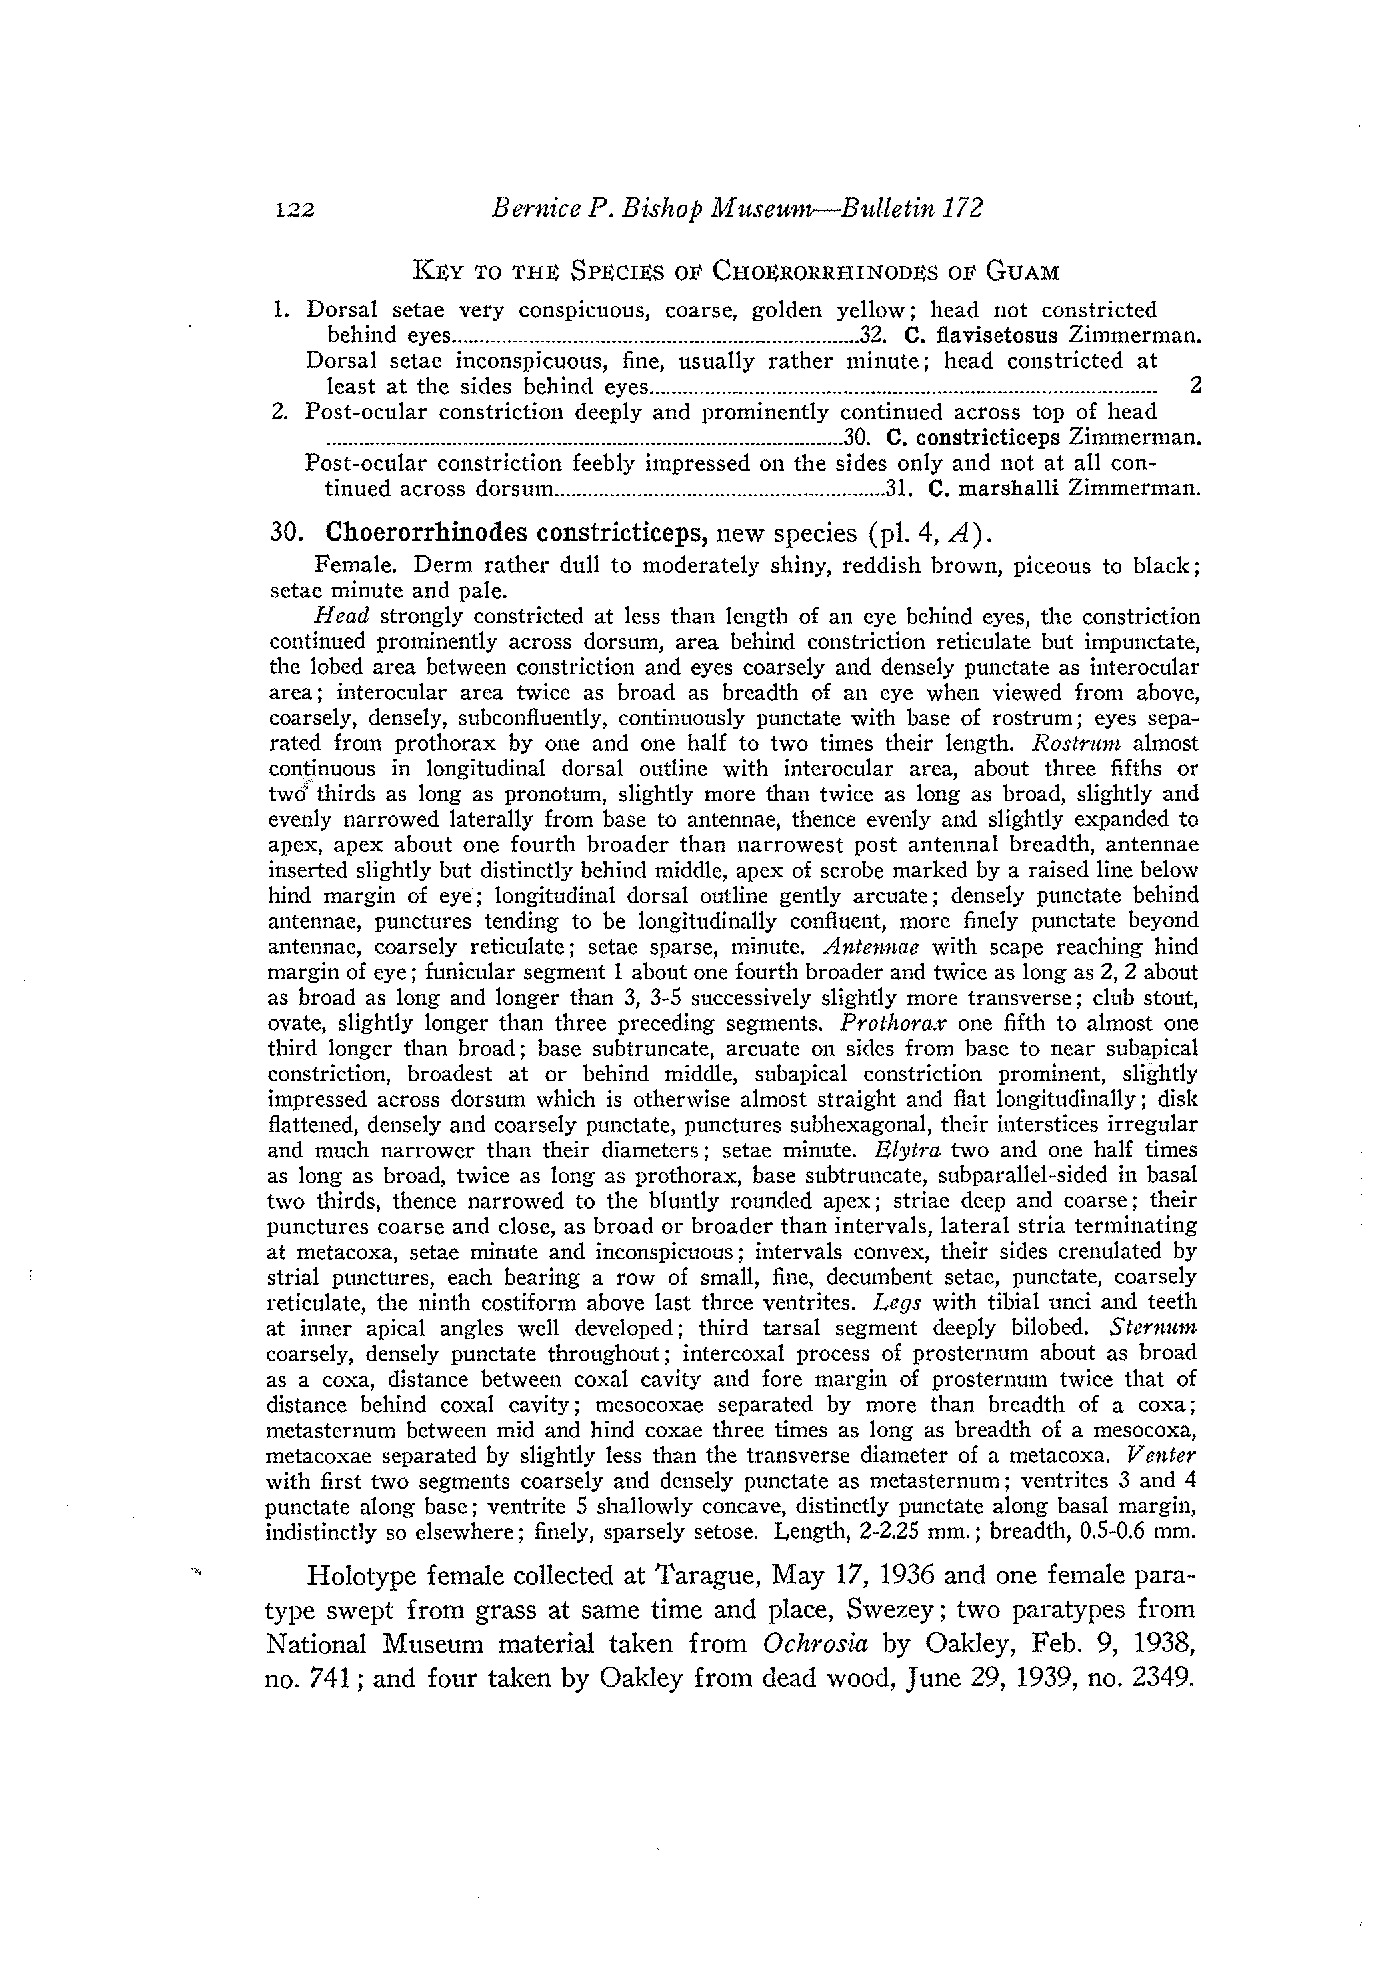 122 Bernice P. Bishop Museum—Bulletin 172
KEY TO THE SPECIES OF CHOERORRHINODES OF GUAM
1. Dorsal setae very conspicuous, coarse, golden yellow; head not constricted
behind eyes........................................32. C. flavisetosus Zimmerman.
Dorsal setae inconspicuous, fine, usually rather minute; head constricted at
least at the sides behind eyes........................................ 2
2. Post-ocular constriction deeply and prominently continued across top of head
........................................30. C. constricticeps Zimmerman.
Post-ocular constriction feebly impressed on the sides only and not at all con-
tinued across dorsum........................................31. C. marshalli Zimmerman.
30. Choerorrhinodes constricticeps, new species (pl. 4, A).
Female. Derm rather dull to moderately shiny, reddish brown, piceous to black;
setae minute and pale.
Head strongly constricted at less than length of an eye behind eyes, the constriction
continued prominently across dorsum, area behind constriction reticulate but impunctate,
the lobed area between constriction and eyes coarsely and densely punctate as interocular
area; interocular area twice as broad as breadth of an eye when viewed from above,
coarsely, densely, subconfluently, continuously punctate with base of rostrum; eyes sepa-
rated from prothorax by one and one half to two times their length. Rostrum almost
continuous in longitudinal dorsal outline with interocular area, about three fifths or
two thirds as long as pronotum, slightly more than twice as long as broad, slightly and
evenly narrowed laterally from base to antennae, thence evenly and slightly expanded to
apex, apex about one fourth broader than narrowest post antennal breadth, antennae
inserted slightly but distinctly behind middle, apex of scrobe marked by a raised line below
hind margin of eye; longitudinal dorsal outline gently arcuate; densely punctate behind
antennae, punctures tending to be longitudinally confluent, more finely punctate beyond
antennae, coarsely reticulate; setae sparse, minute. Antennae with scape reaching hind
margin of eye; funicular segment 1 about one fourth broader and twice as long as 2, 2 about
as broad as long and longer than 3, 3-5 successively slightly more transverse; club stout,
ovate, slightly longer than three preceding segments. Prothorax one fifth to almost one
third longer than broad; base subtruncate, arcuate on sides from base to near subapical
constriction, broadest at or behind middle, subapical constriction prominent, slightly
impressed across dorsum which is otherwise almost straight and flat longitudinally; disk
flattened, densely and coarsely punctate, punctures subhexagonal, their interstices irregular
and much narrower than their diameters; setae minute. Elytra two and one half times
as long as broad, twice as long as prothorax, base subtruncate, subparallel-sided in basal
two thirds, thence narrowed to the bluntly rounded apex; striae deep and coarse; their
punctures coarse and close, as broad or broader than intervals, lateral stria terminating
at metacoxa, setae minute and inconspicuous; intervals convex, their sides crenulated by
strial punctures, each bearing a row of small, fine, decumbent setae, punctate, coarsely
reticulate, the ninth costiform above last three ventrites. Legs with tibial unci and teeth
at inner apical angles well developed; third tarsal segment deeply bilobed. Sternum
coarsely, densely punctate throughout; intercoxal process of prosternum about as broad
as a coxa, distance between coxal cavity and fore margin of prosternum twice that of
distance behind coxal cavity; mesocoxae separated by more than breadth of a coxa;
metasternum between mid and hind coxae three times as long as breadth of a mesocoxa,
metacoxae separated by slightly less than the transverse diameter of a metacoxa. Venter
with first two segments coarsely and densely punctate as metasternum; ventrites 3 and 4
punctate along base; ventrite 5 shallowly concave, distinctly punctate along basal margin,
indistinctly so elsewhere; finely, sparsely setose. Length, 2-2.25 mm.; breadth, 0.5-0.6 mm.
Holotype female collected at Tarague, May 17, 1936 and one female para-
type swept from grass at same time and place, Swezey; two paratypes from
National Museum material taken from Ochrosia by Oakley, Feb. 9, 1938,
no. 741; and four taken by Oakley from dead wood, June 29, 1939, no. 2349.